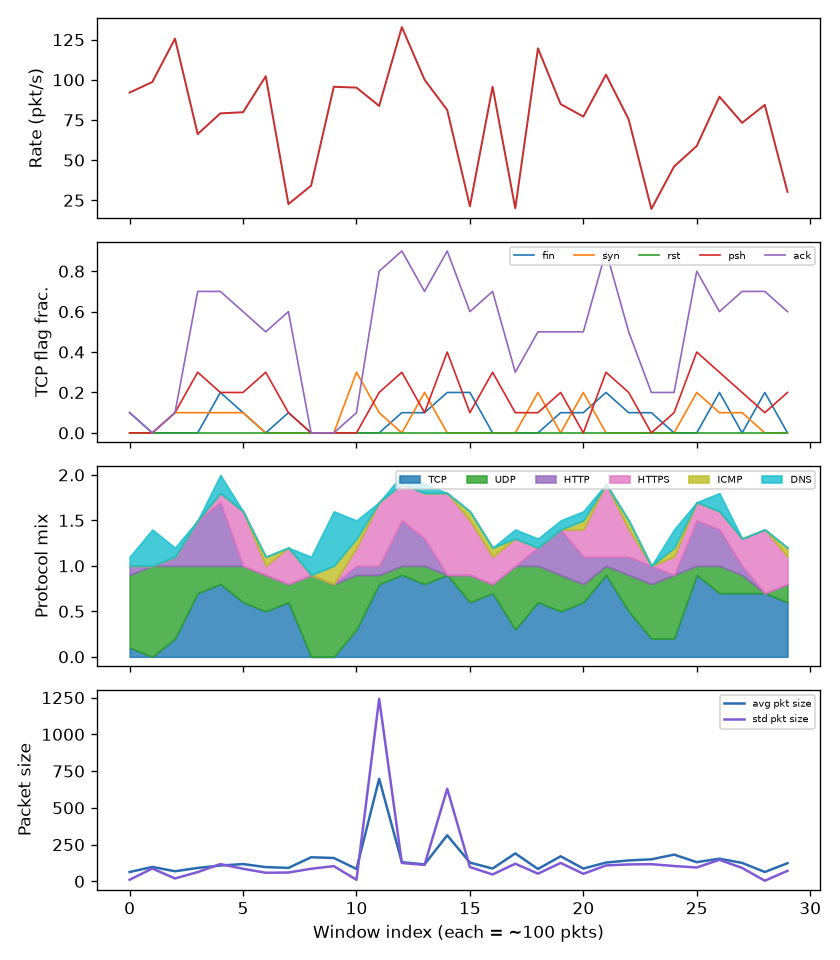 125
100
75
50
25
Rate (pkt/s)
fin syn rst psh ack
0.8
0.6
0.4
0.2
0.0
TCP flag frac.
TCP UDP HTTP HTTPS ICMP DNS
2.0
1.5
1.0
0.5
0.0
Protocol mix
avg pkt size
std pkt size
1250
1000
750
500
250
0
Packet size
0 5 10 15 20 25 30
Window index (each = ~100 pkts)